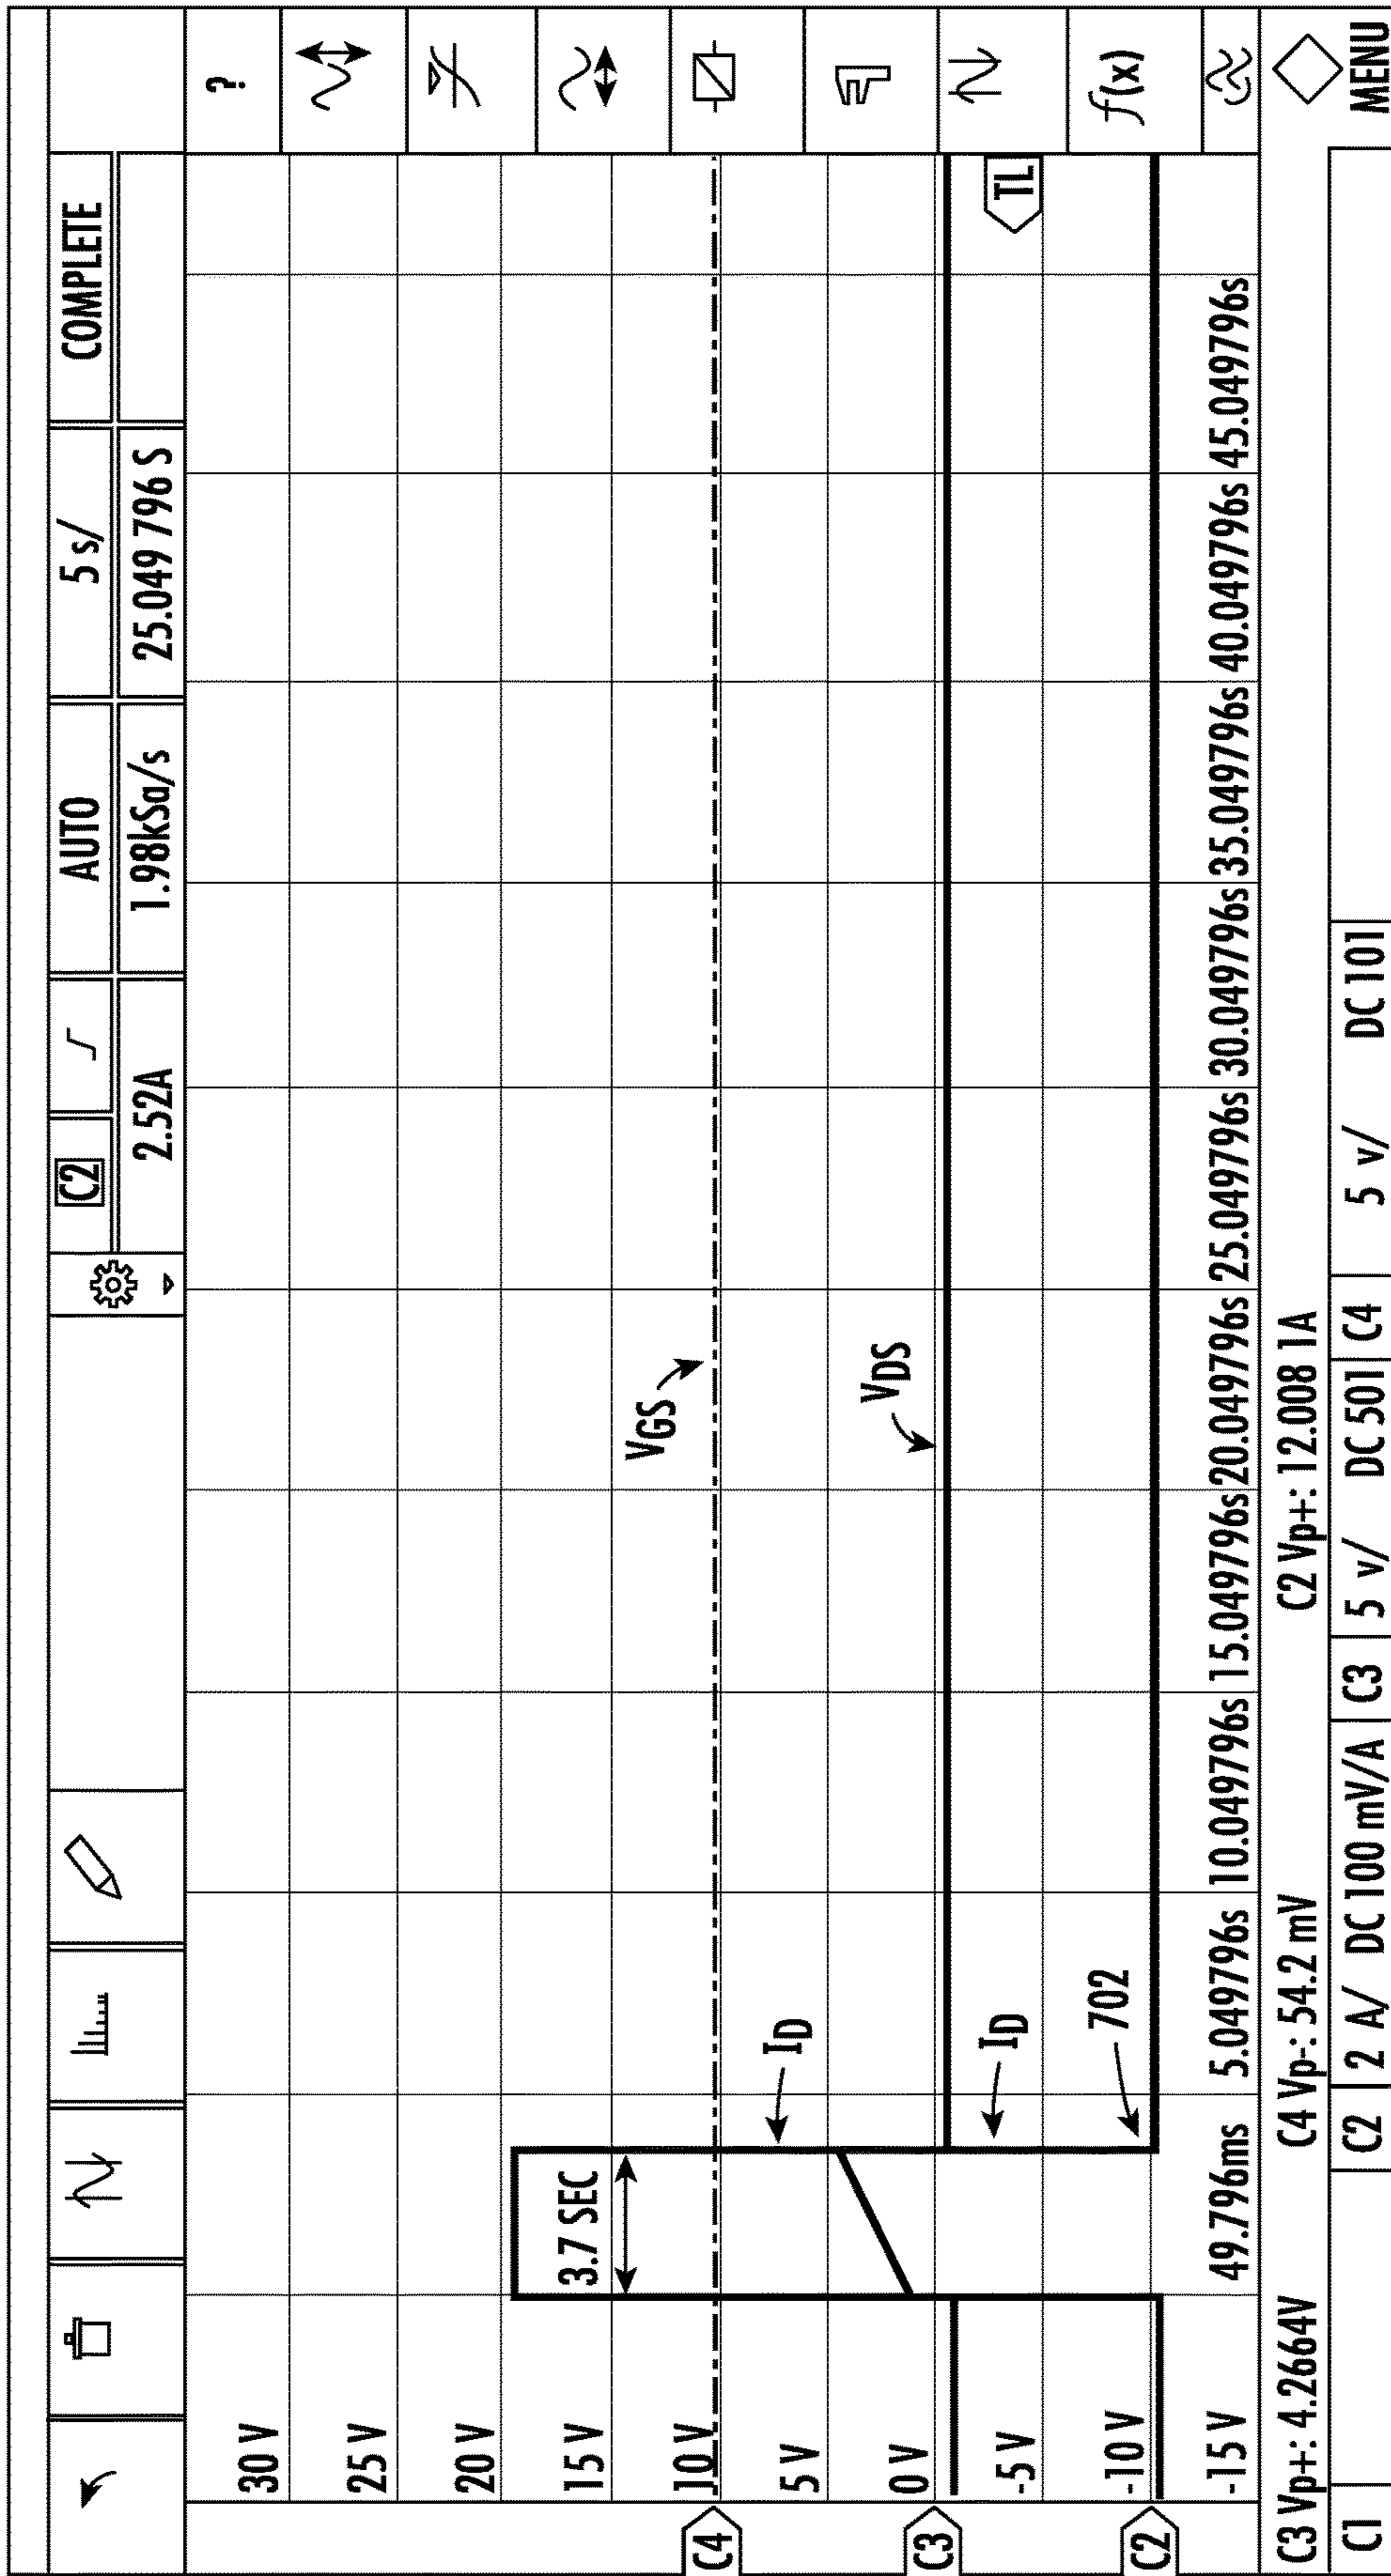 C2
AUTO
5 s/
COMPLETE
2.52A
1.98kSa/s
25.049 796 S
?
30 V
25 V
20 V
15 V
3.7 SEC
10 V
C4
VGS
5 V
ID
0 V
C3
VDS
-5 V
ID
TL
-10 V
C2
702
f(x)
-15 V
49.796ms 5.049796s 10.049796s 15.049796s 20.049796s 25.049796s 30.049796s 35.049796s 40.049796s 45.049796s
C3 Vp+: 4.2664V C4 Vp-: 54.2 mV C2 Vp+: 12.008 1A
MENU
C1 C2 2 A/ DC 100 mV/A C3 5 v/ DC 501 C4 5 v/ DC 101